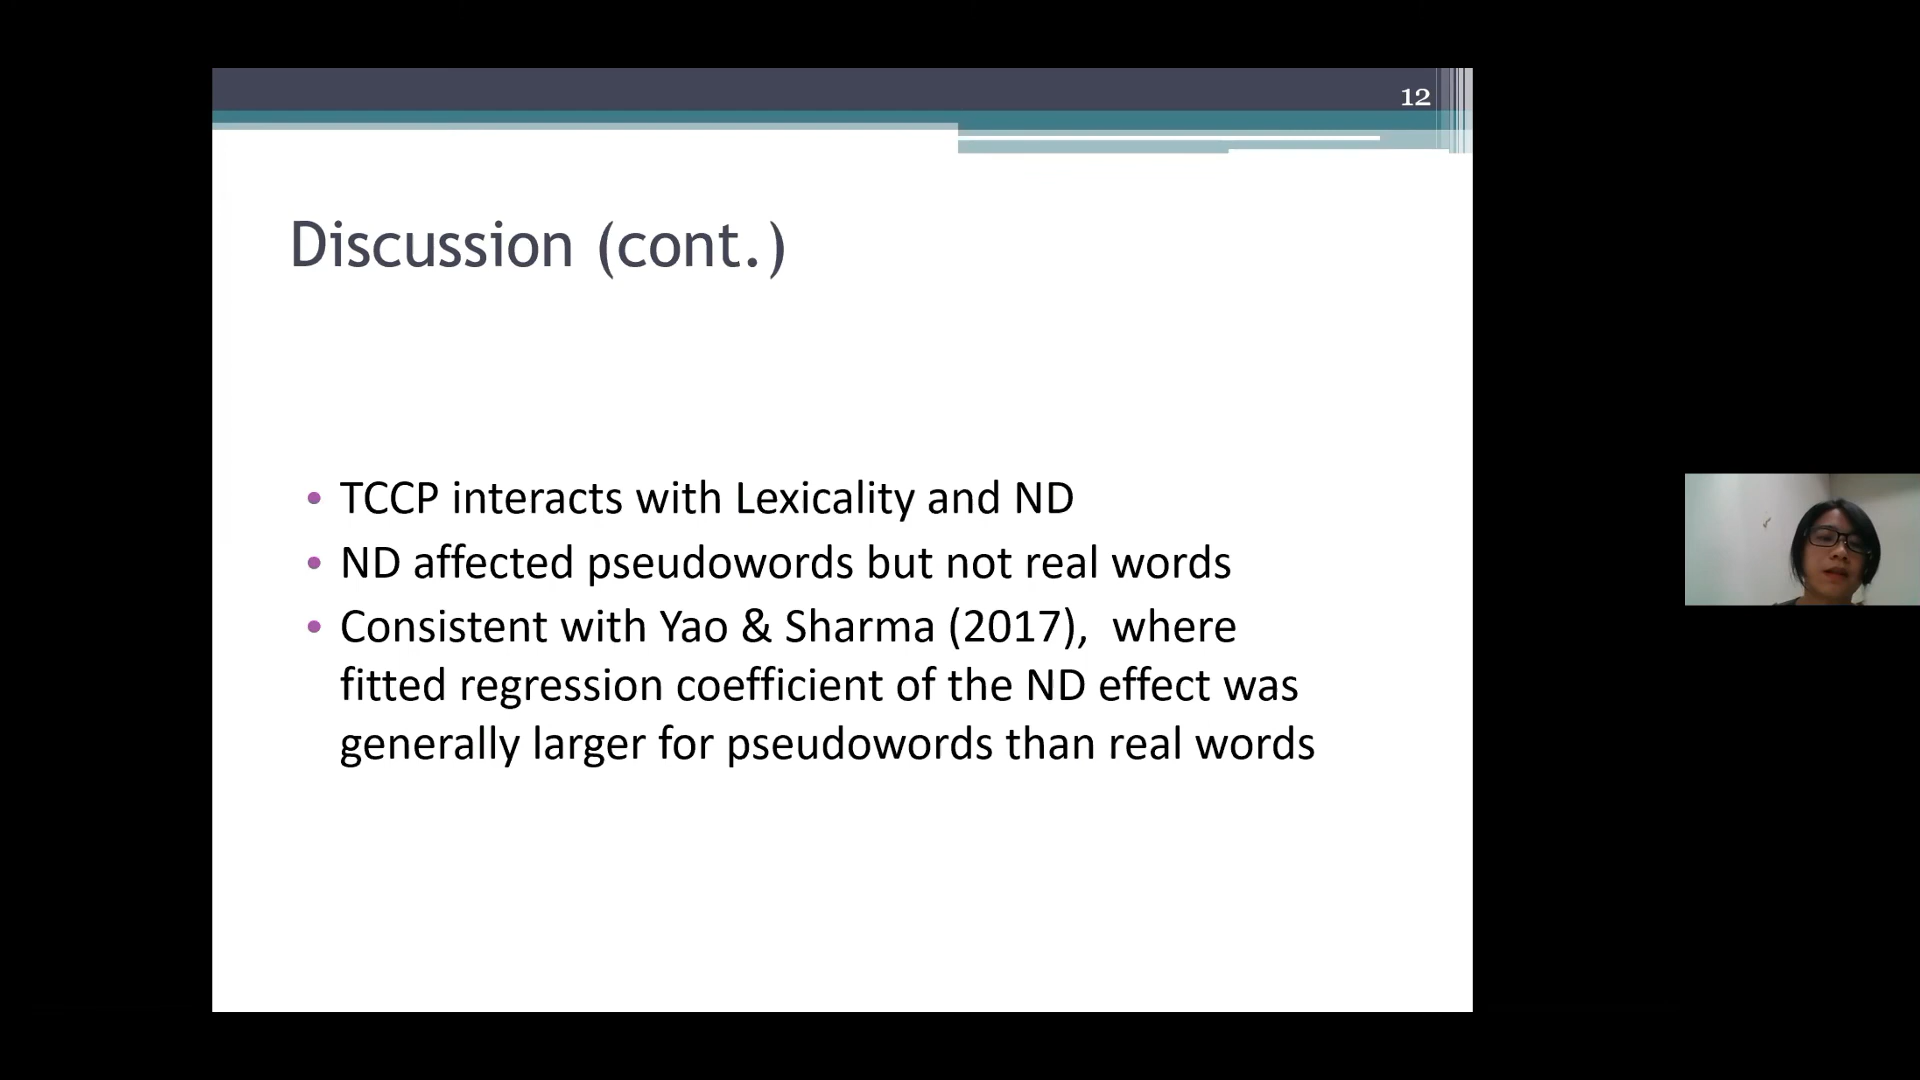 12
Discussion (cont.)
• TCCP interacts with Lexicality and ND
• ND affected pseudowords but not real words
• Consistent with Yao & Sharma (2017),  where
fitted regression coefficient of the ND effect was
generally larger for pseudowords than real words